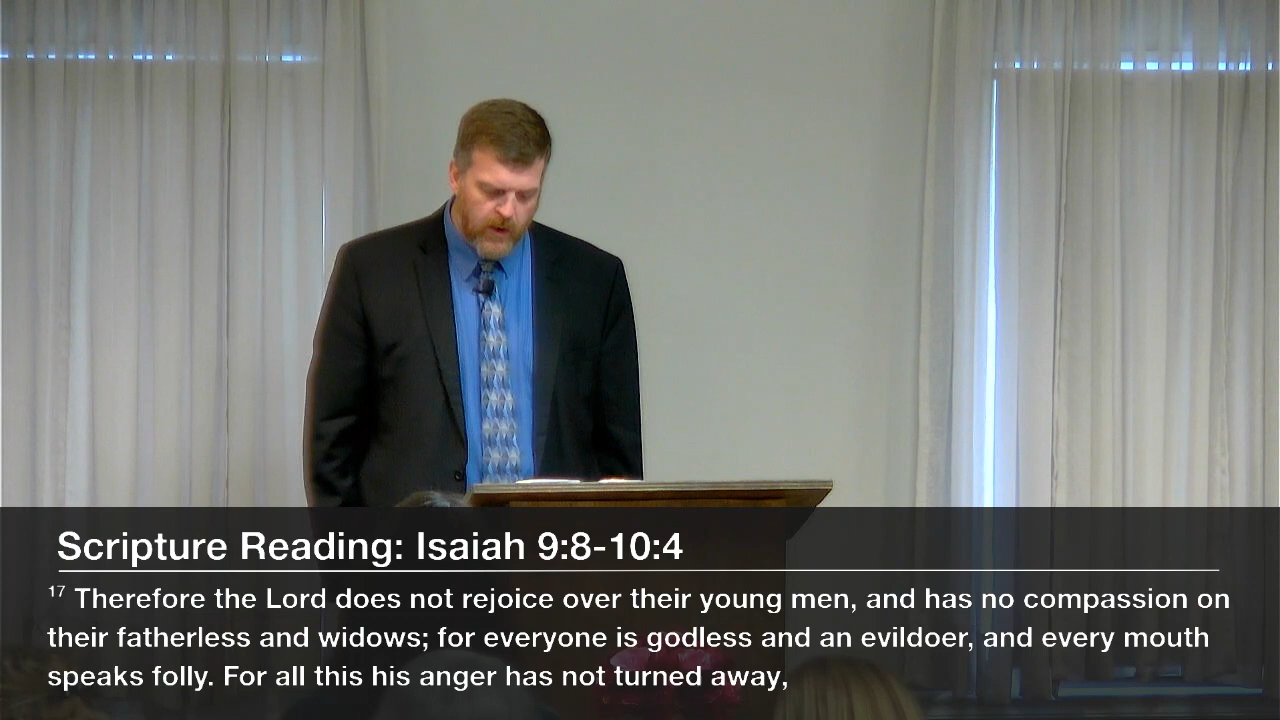 Scripture Reading: Isaiah 9:8-10:4
17 Therefore the Lord does not rejoice over their young men, and has no compassion on
their fatherless and widows; for everyone is godless and an evildoer, and every mouth
speaks folly. For all this his anger has not turned away,